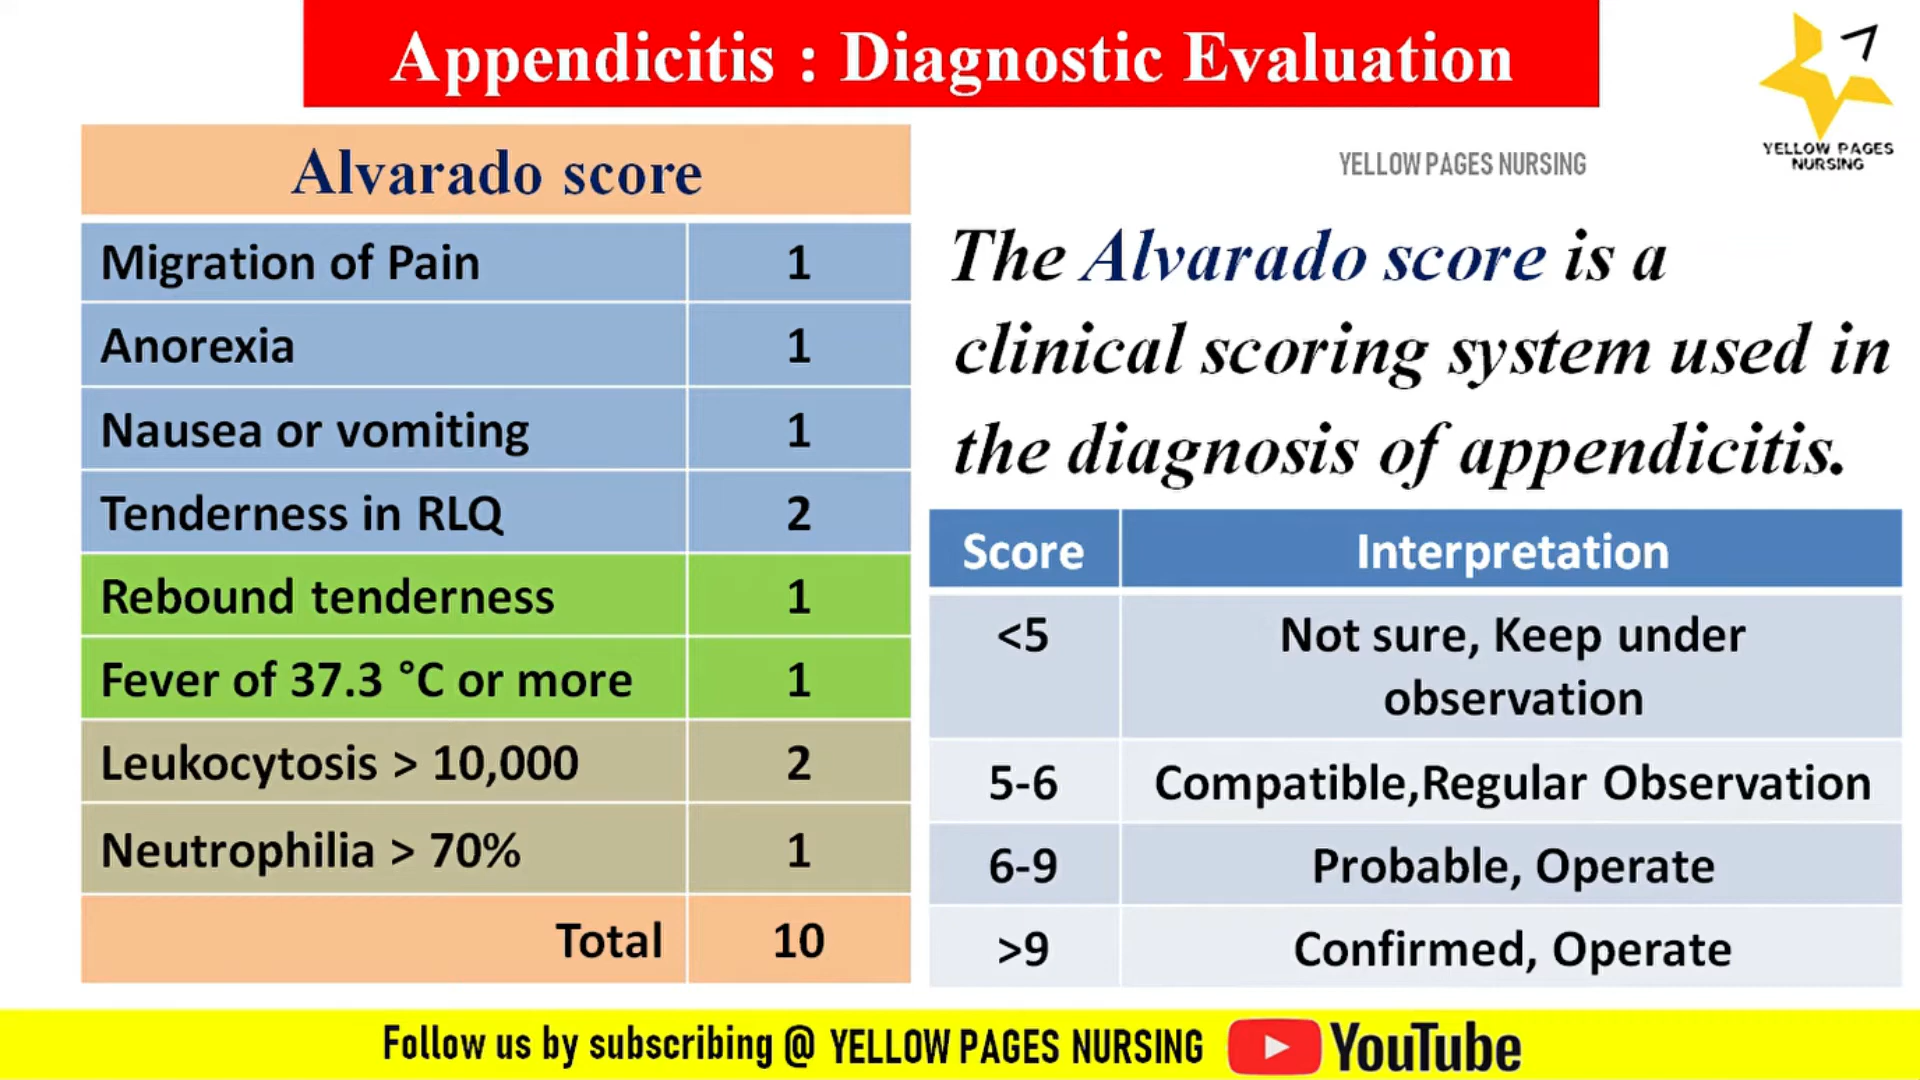 Appendicitis : Diagnostic Evaluation
YELLOW PAGES
NURSING
YELLOW PAGES NURSING
Alvarado score
Migration of Pain 1
Anorexia 1
Nausea or vomiting 1
Tenderness in RLQ 2
Rebound tenderness 1
Fever of 37.3 °C or more 1
Leukocytosis > 10,000 2
Neutrophilia > 70% 1
Total 10
The Alvarado score is a
clinical scoring system used in
the diagnosis of appendicitis.
Score Interpretation
<5 Not sure, Keep under
observation
5-6 Compatible,Regular Observation
6-9 Probable, Operate
>9 Confirmed, Operate
Follow us by subscribing @ YELLOW PAGES NURSING YouTube